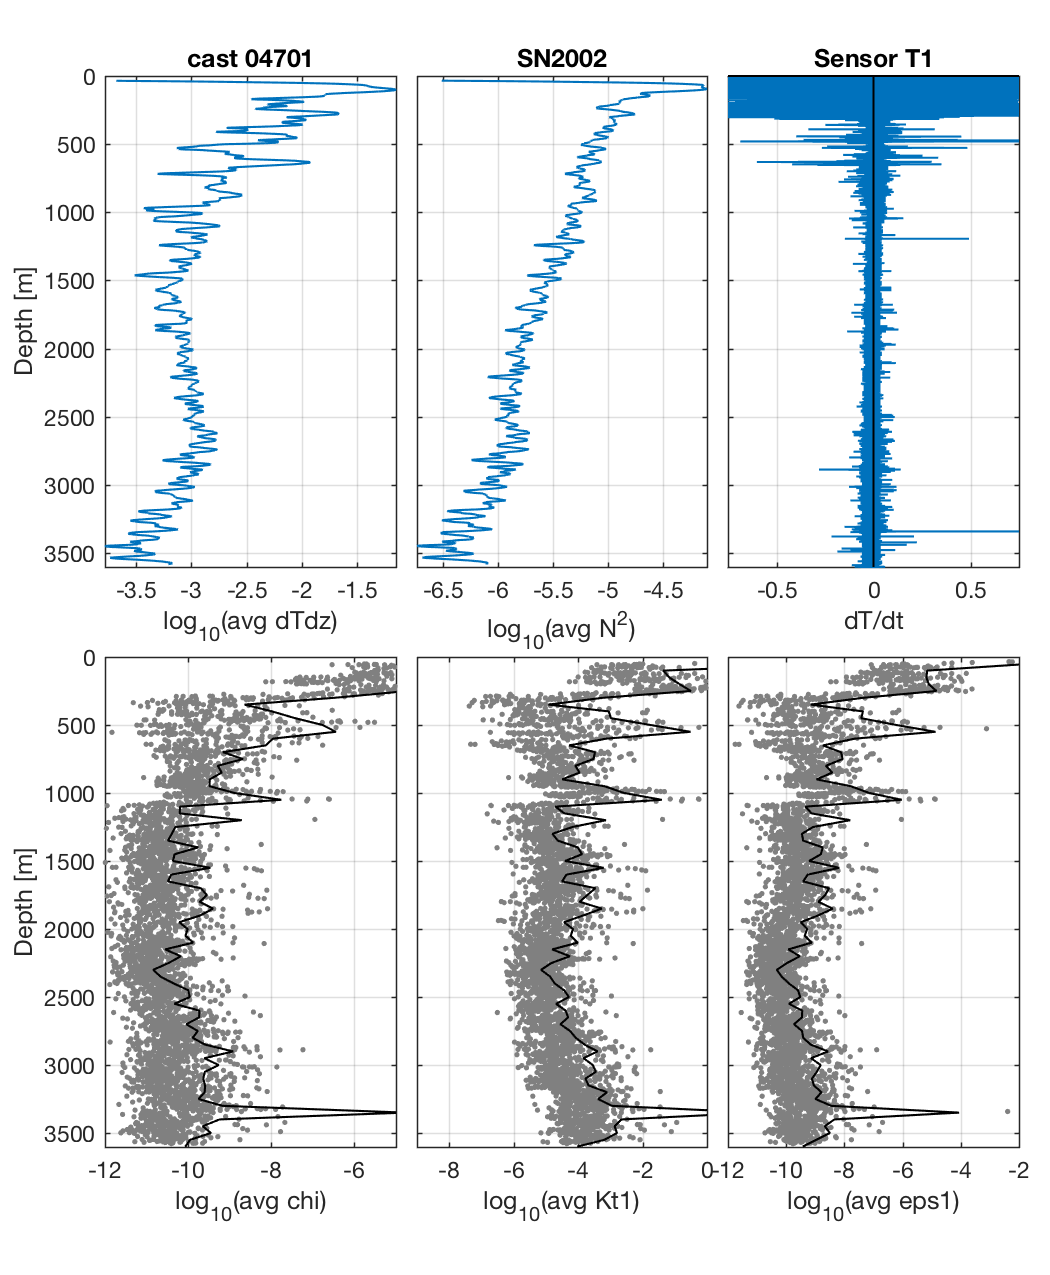 cast 04701 SN2002 Sensor T1
0
500
1000
1500
2000
2500
3000
3500
Depth [m]
-3.5 -3 -2.5 -2 -1.5 -6.5 -6 -5.5 -5 -4.5 -0.5 0 0.5
log10(avg dTdz) log10(avg N2) dT/dt
0
500
1000
1500
2000
2500
3000
3500
Depth [m]
-12 -10 -8 -6 -8 -6 -4 -2 0 -12 -10 -8 -6 -4 -2
log10(avg chi) log10(avg Kt1) log10(avg eps1)